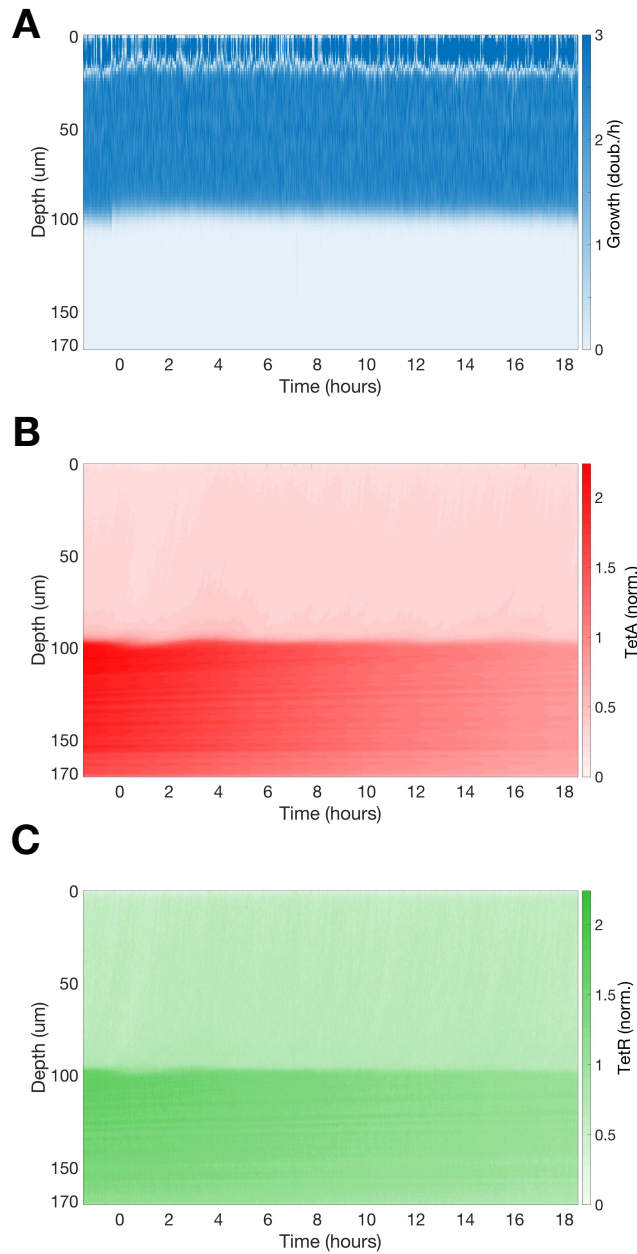 A
0
50
100
150
170
Depth (um)
0 2 4 6 8 10 12 14 16 18
Time (hours)
3
2
1
0
Growth (doub./h)
B
0
50
100
150
170
Depth (um)
0 2 4 6 8 10 12 14 16 18
Time (hours)
2
1.5
1
0.5
0
TetA (norm.)
C
0
50
100
150
170
Depth (um)
0 2 4 6 8 10 12 14 16 18
Time (hours)
2
1.5
1
0.5
0
TetR (norm.)